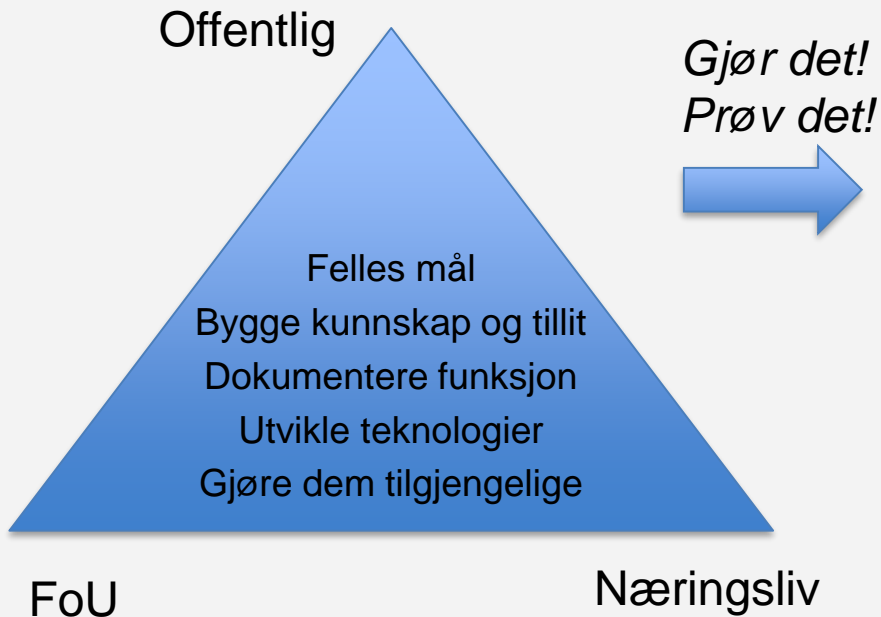 Offentlig
Gjør det!
Prøv det!
Felles mål
Bygge kunnskap og tillit
Dokumentere funksjon
Utvikle teknologier
Gjøre dem tilgjengelige
FoU
Næringsliv